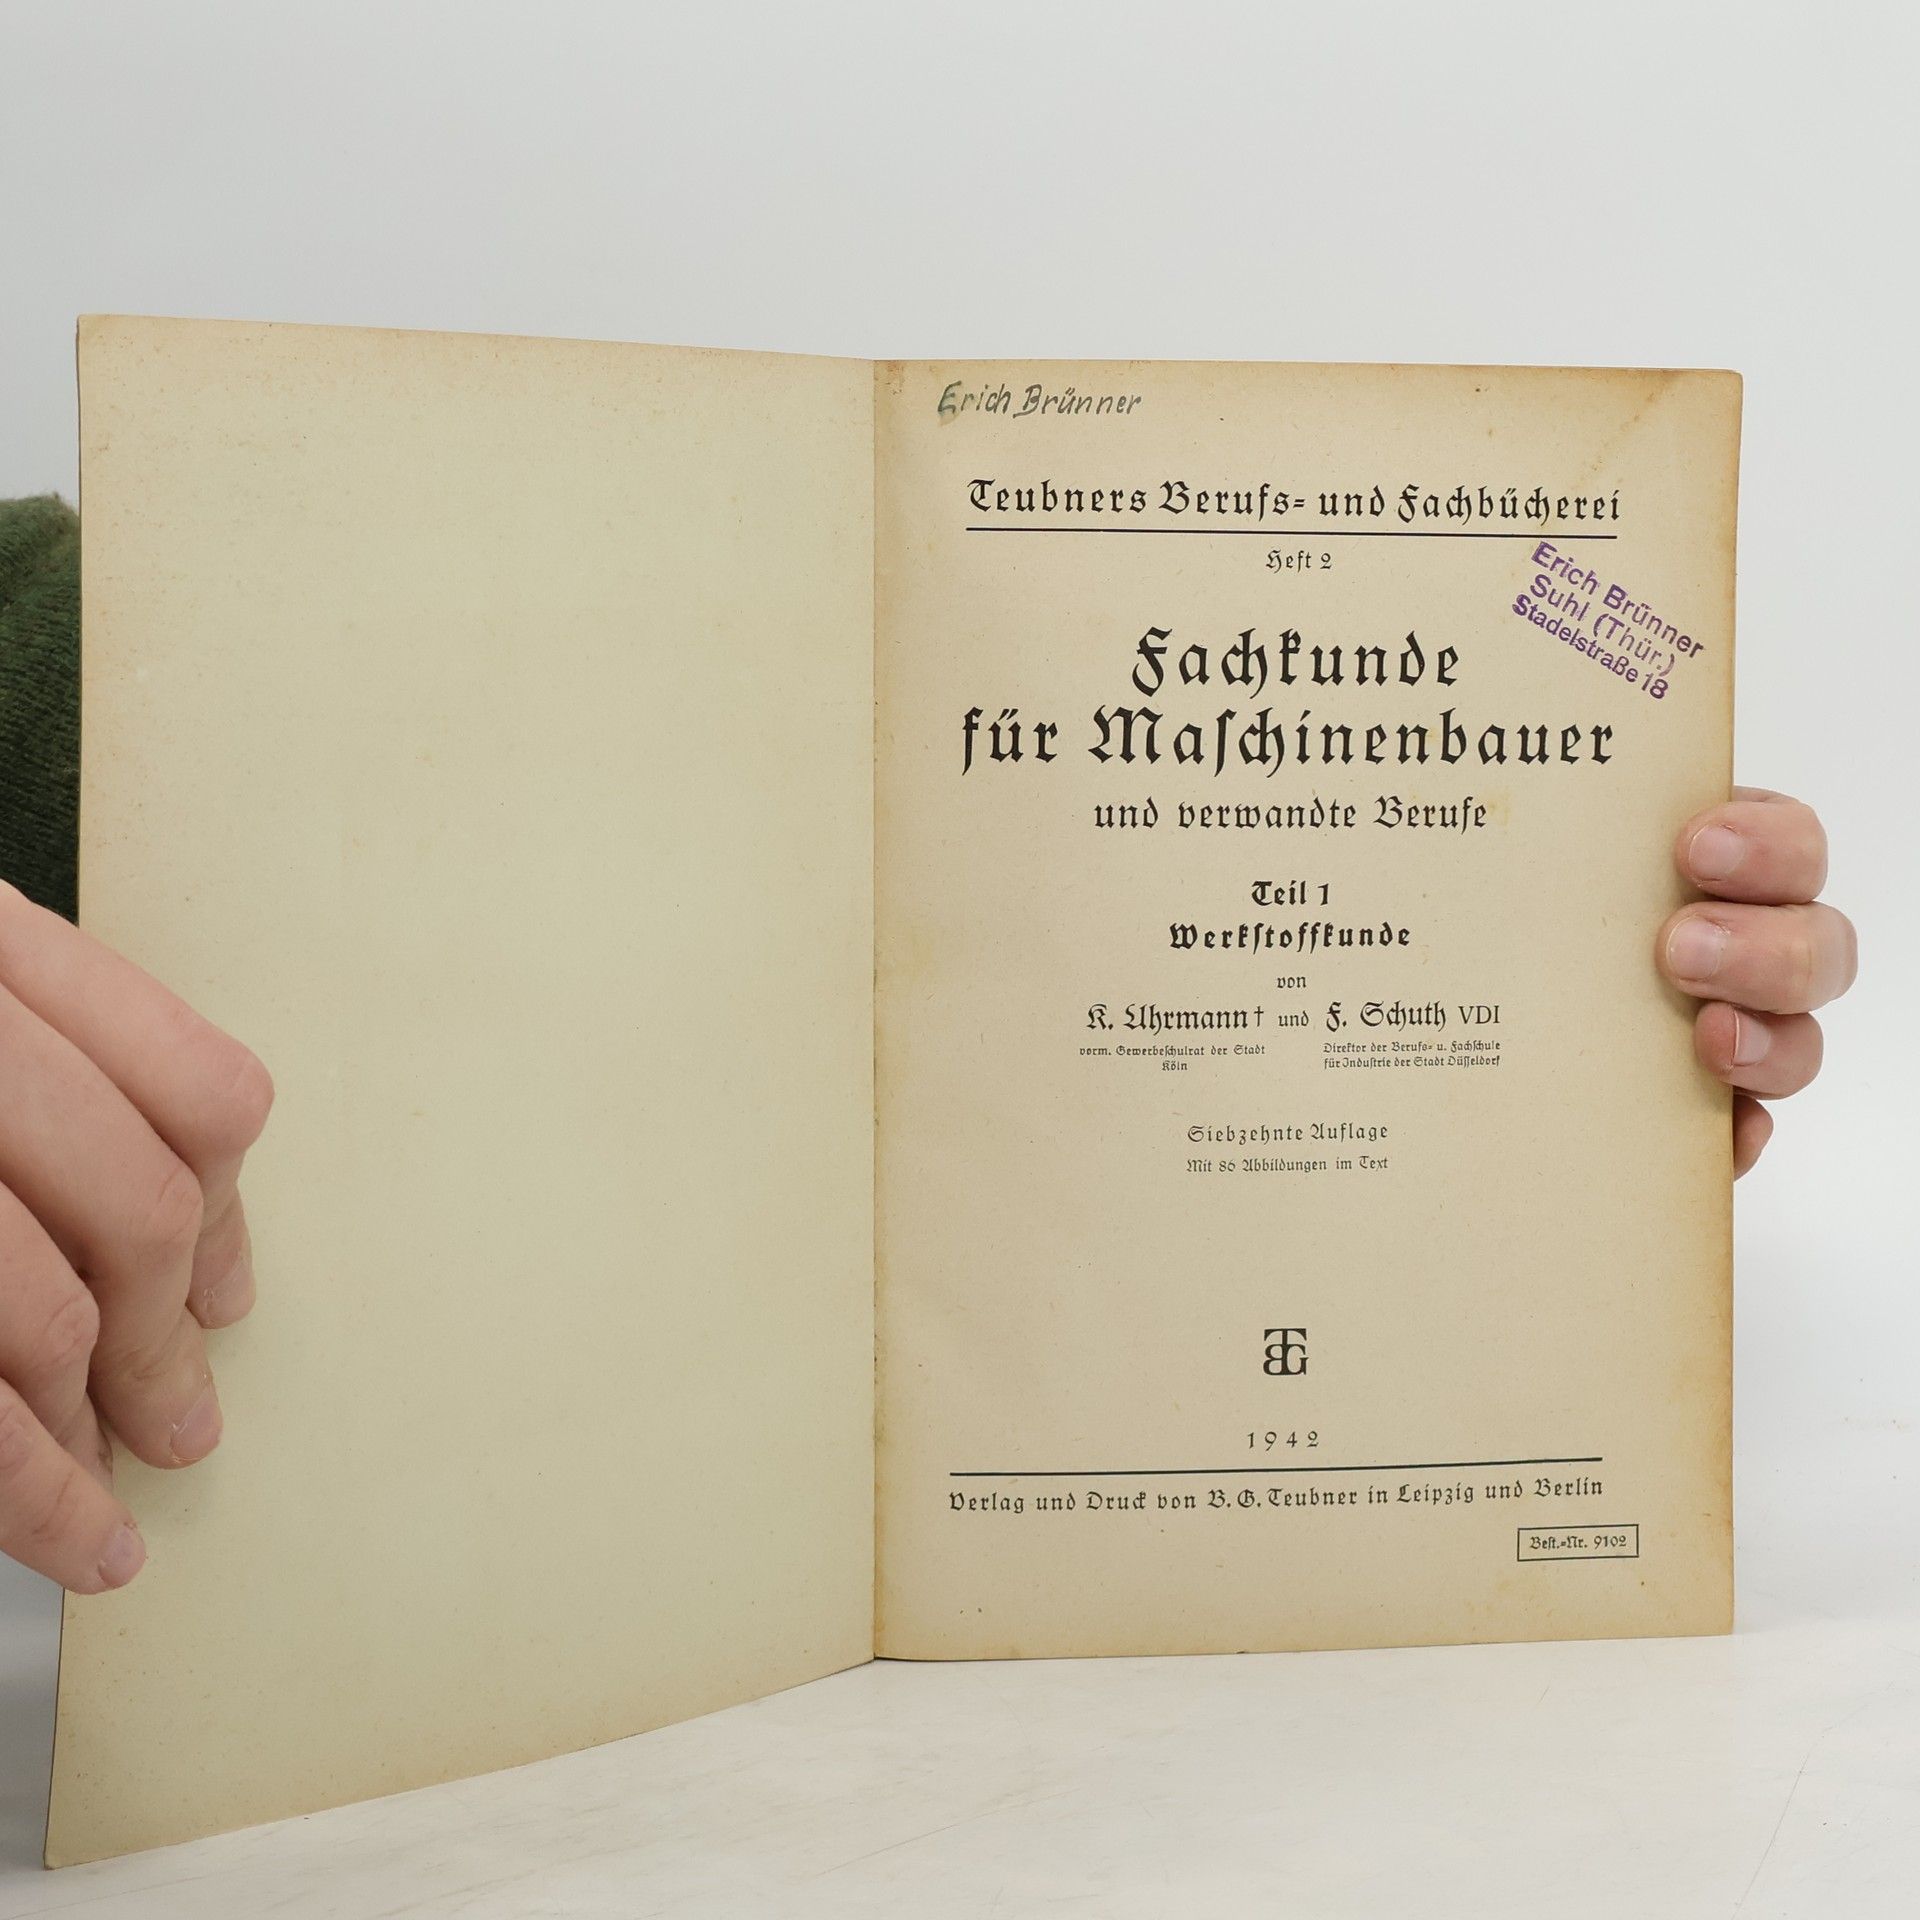 Erich Brünner
Teubners Berufs- und Fachbücherei
Heft 2
Erich Brünner
Suhl (Thür.)
Stadelstraße 18
Fachkunde
für Maſchinenbauer
und verwandte Berufe
Teil 1
Werkſtoffkunde
von
K. Uhrmann † und F. Schuth VDI
vorm. Gewerbeſchulrat der Stadt
Köln
Direktor der Berufs- u. Fachſchule
für Induſtrie der Stadt Düſſeldorf
Siebzehnte Auflage
Mit 86 Abbildungen im Text
BGT
1942
Verlag und Druck von B. G. Teubner in Leipzig und Berlin
Beſt.-Nr. 9102